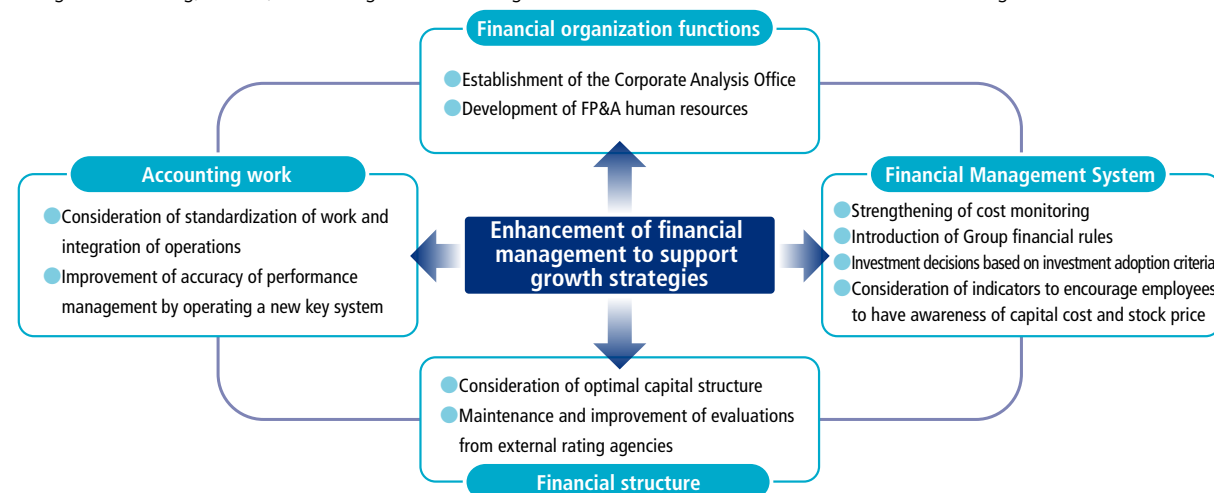 Financial organization functions
Establishment of the Corporate Analysis Office
Development of FP&A human resources
Accounting work
Consideration of standardization of work and
integration of operations
Improvement of accuracy of performance
management by operating a new key system
Enhancement of financial
management to support
growth strategies
Financial Management System
Strengthening of cost monitoring
Introduction of Group financial rules
Investment decisions based on investment adoption criteria
Consideration of indicators to encourage employees
to have awareness of capital cost and stock price
Consideration of optimal capital structure
Maintenance and improvement of evaluations
from external rating agencies
Financial structure